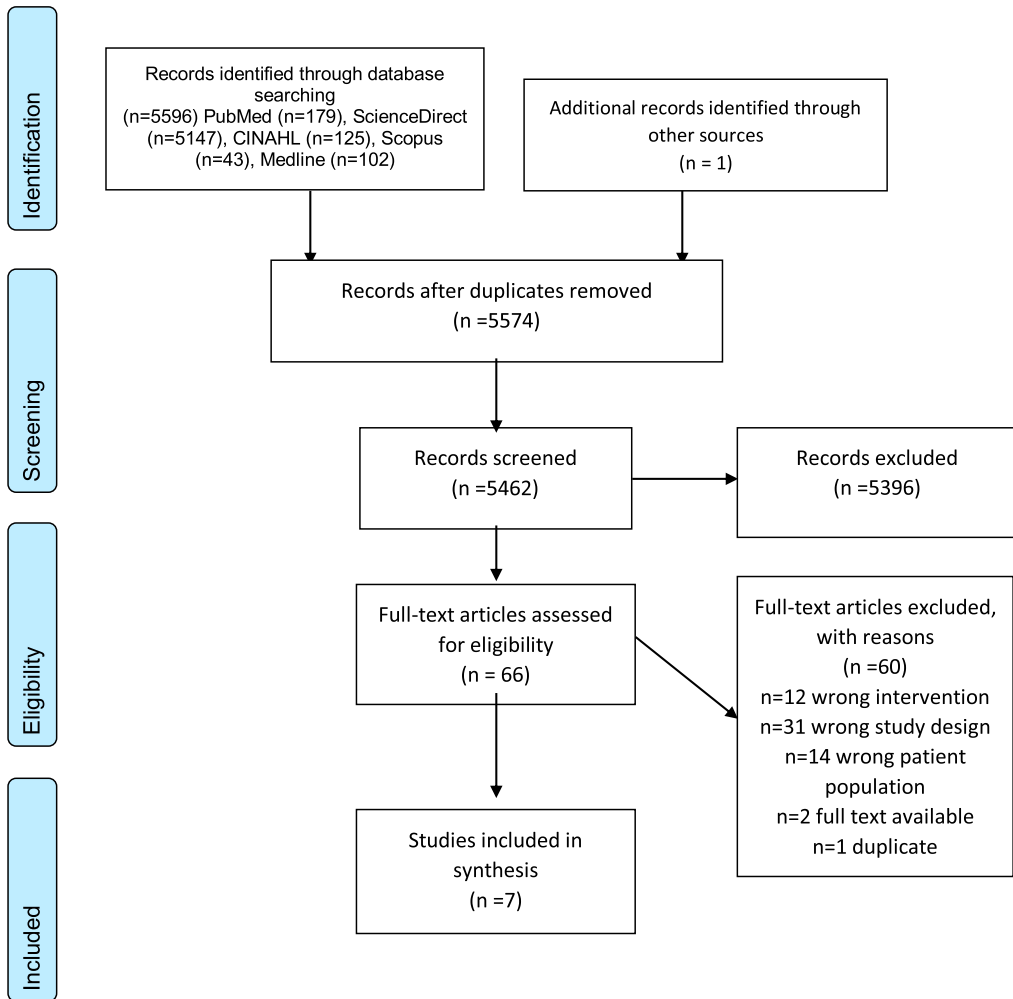 Identification
Records identified through database
searching
(n=5596) PubMed (n=179), ScienceDirect
(n=5147), CINAHL (n=125), Scopus
(n=43), Medline (n=102)
Additional records identified through
other sources
(n = 1)
Screening
Records after duplicates removed
(n =5574)
Records screened
(n =5462)
Records excluded
(n =5396)
Eligibility
Full-text articles assessed
for eligibility
(n = 66)
Full-text articles excluded,
with reasons
(n =60)
n=12 wrong intervention
n=31 wrong study design
n=14 wrong patient
population
n=2 full text available
n=1 duplicate
Included
Studies included in
synthesis
(n =7)